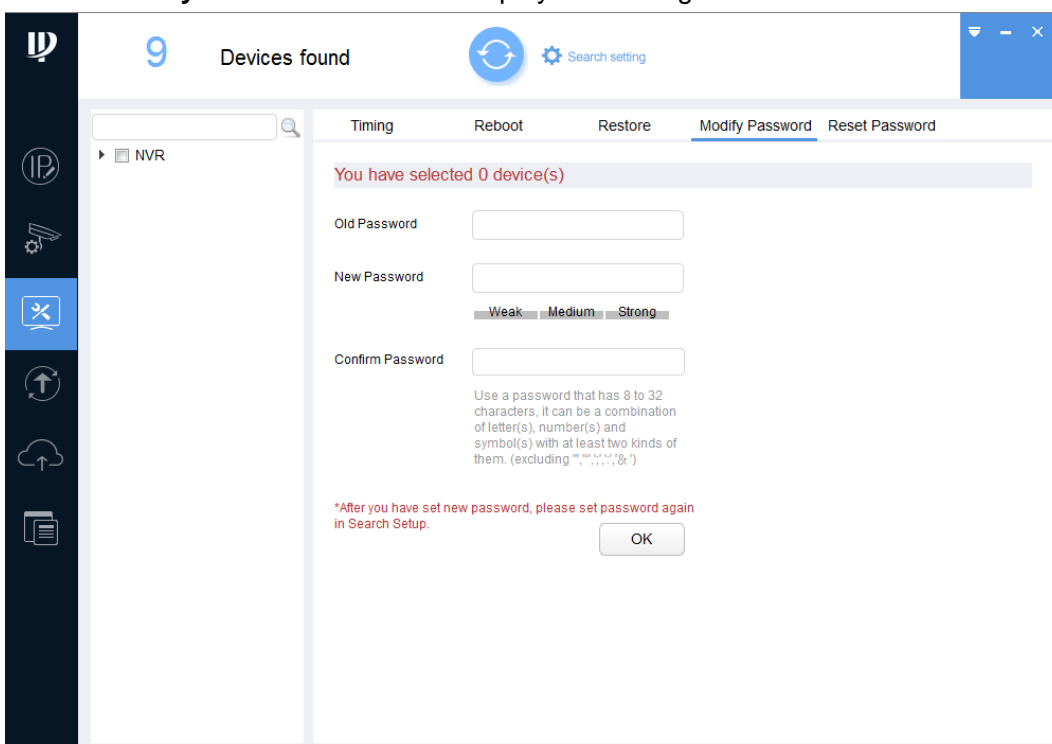 9 Devices found
Search setting
Timing Reboot Restore Modify Password Reset Password
NVR
You have selected 0 device(s)
Old Password
New Password
Weak Medium Strong
Confirm Password
Use a password that has 8 to 32
characters, it can be a combination
of letter(s), number(s) and
symbol(s) with at least two kinds of
them. (excluding
*After you have set new password, please set password again
in Search Setup.
OK